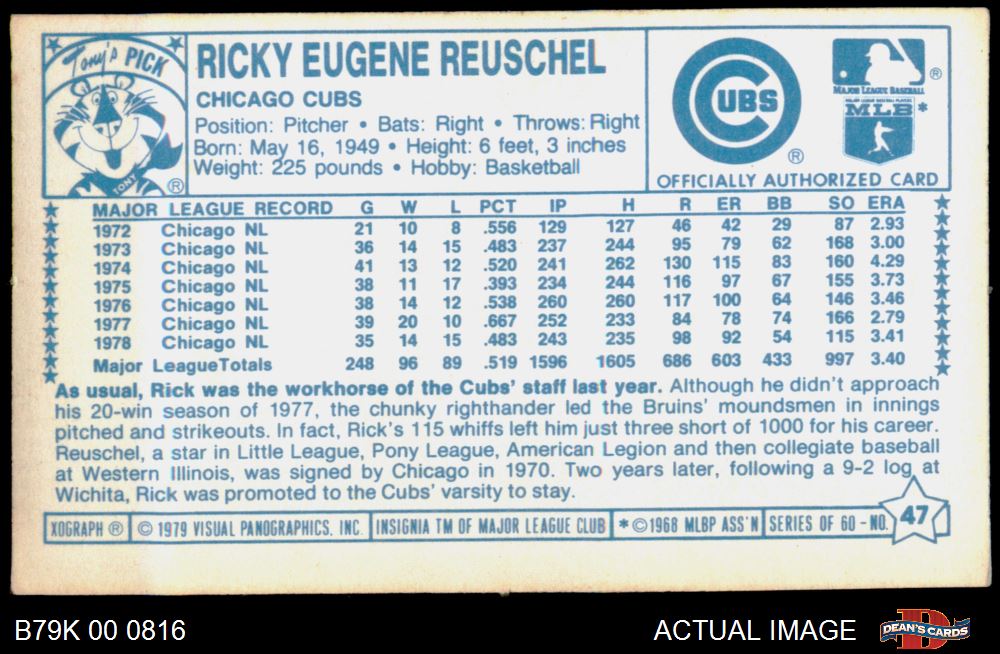 Tony's PICK
TONY ®
RICKY EUGENE REUSCHEL
CHICAGO CUBS
Position: Pitcher • Bats: Right • Throws: Right
Born: May 16, 1949 • Height: 6 feet, 3 inches
Weight: 225 pounds • Hobby: Basketball
CUBS ®
MAJOR LEAGUE BASEBALL ®
MAJOR LEAGUE BASEBALL PLAYERS
MLB *
OFFICIALLY AUTHORIZED CARD
MAJOR LEAGUE RECORD G W L PCT IP H R ER BB SO ERA
1972 Chicago NL 21 10 8 .556 129 127 46 42 29 87 2.93
1973 Chicago NL 36 14 15 .483 237 244 95 79 62 168 3.00
1974 Chicago NL 41 13 12 .520 241 262 130 115 83 160 4.29
1975 Chicago NL 38 11 17 .393 234 244 116 97 67 155 3.73
1976 Chicago NL 38 14 12 .538 260 260 117 100 64 146 3.46
1977 Chicago NL 39 20 10 .667 252 233 84 78 74 166 2.79
1978 Chicago NL 35 14 15 .483 243 235 98 92 54 115 3.41
Major LeagueTotals 248 96 89 .519 1596 1605 686 603 433 997 3.40
As usual, Rick was the workhorse of the Cubs' staff last year. Although he didn't approach
his 20-win season of 1977, the chunky righthander led the Bruins' moundsmen in innings
pitched and strikeouts. In fact, Rick's 115 whiffs left him just three short of 1000 for his career.
Reuschel, a star in Little League, Pony League, American Legion and then collegiate baseball
at Western Illinois, was signed by Chicago in 1970. Two years later, following a 9-2 log at
Wichita, Rick was promoted to the Cubs' varsity to stay.
XOGRAPH ® © 1979 VISUAL PANOGRAPHICS, INC. INSIGNIA TM OF MAJOR LEAGUE CLUB * © 1968 MLBP ASS'N SERIES OF 60 - NO. 47
B79K 00 0816
ACTUAL IMAGE
D
DEAN'S CARDS